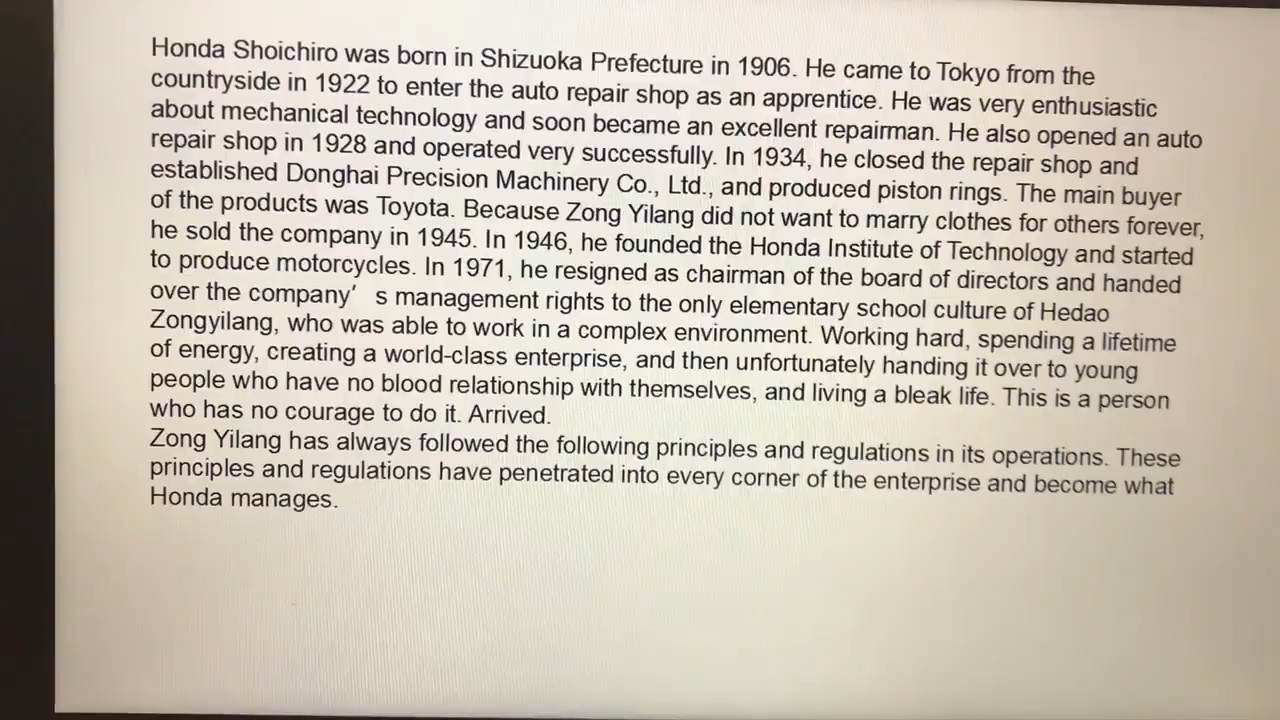 Honda Shoichiro was born in Shizuoka Prefecture in 1906. He came to Tokyo from the
countryside in 1922 to enter the auto repair shop as an apprentice. He was very enthusiastic
about mechanical technology and soon became an excellent repairman. He also opened an auto
repair shop in 1928 and operated very successfully. In 1934, he closed the repair shop and
established Donghai Precision Machinery Co., Ltd., and produced piston rings. The main buyer
of the products was Toyota. Because Zong Yilang did not want to marry clothes for others forever,
he sold the company in 1945. In 1946, he founded the Honda Institute of Technology and started
to produce motorcycles. In 1971, he resigned as chairman of the board of directors and handed
over the company’ s management rights to the only elementary school culture of Hedao
Zongyilang, who was able to work in a complex environment. Working hard, spending a lifetime
of energy, creating a world-class enterprise, and then unfortunately handing it over to young
people who have no blood relationship with themselves, and living a bleak life. This is a person
who has no courage to do it. Arrived.
Zong Yilang has always followed the following principles and regulations in its operations. These
principles and regulations have penetrated into every corner of the enterprise and become what
Honda manages.